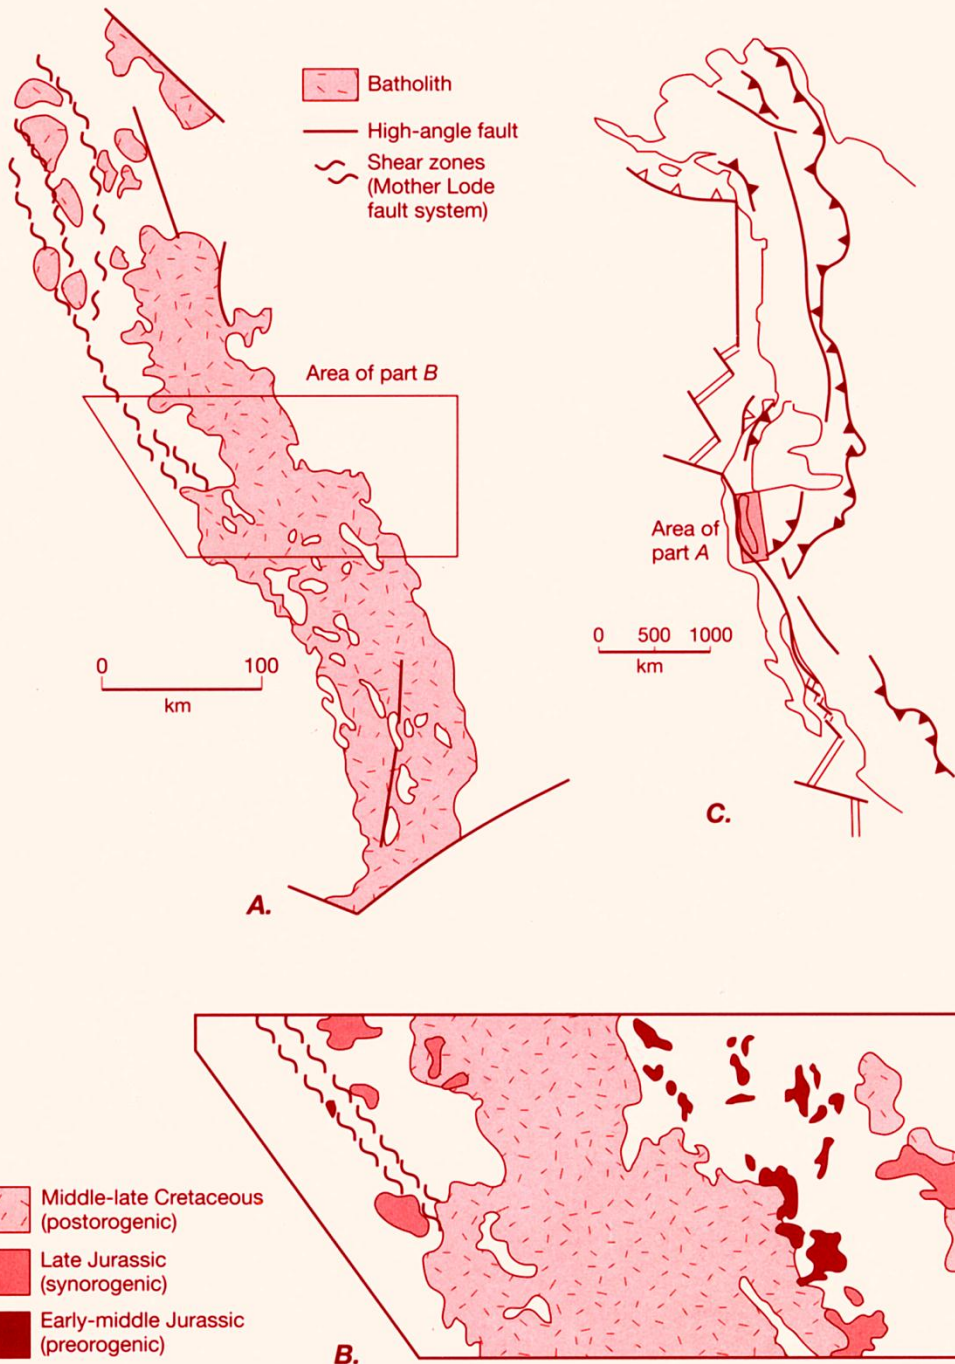 Batholith
High-angle fault
Shear zones
(Mother Lode
fault system)
Area of part B
0 100
km
A.
Area of
part A
0 500 1000
km
C.
Middle-late Cretaceous
(postorogenic)
Late Jurassic
(synorogenic)
Early-middle Jurassic
(preorogenic)
B.